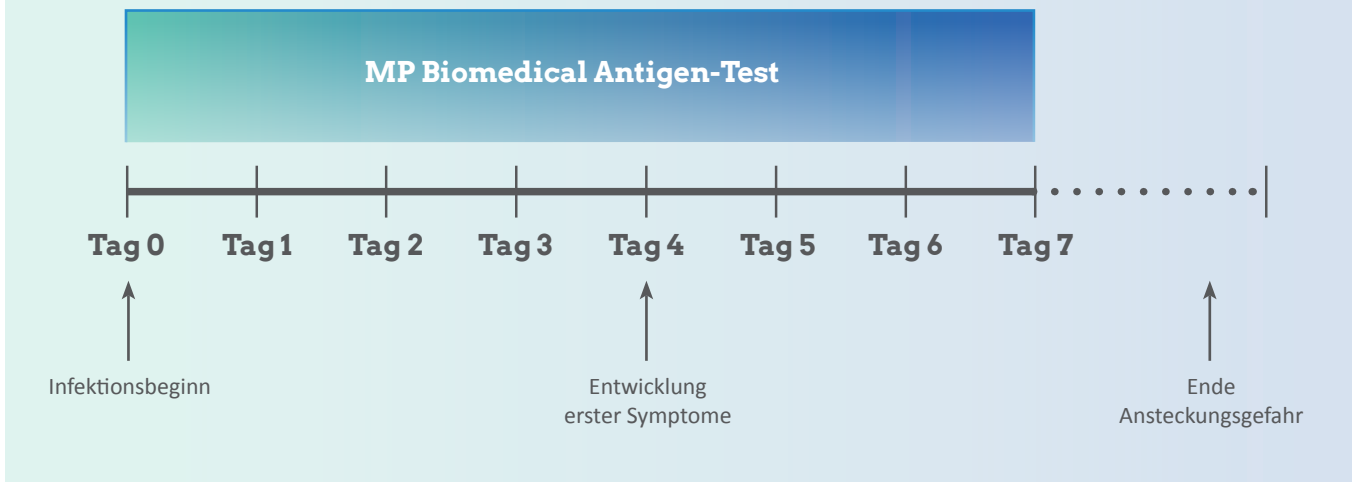 MP Biomedical Antigen-Test
Tag 0
Tag 1
Tag 2
Tag 3
Tag 4
Tag 5
Tag 6
Tag 7
Infektionsbeginn
Entwicklung
erster Symptome
Ende
Ansteckungsgefahr